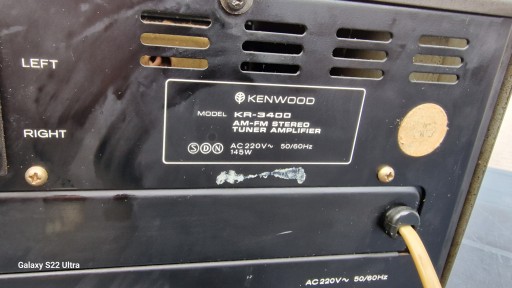 LEFT
KENWOOD
MODEL KR-3400
AM-FM STEREO
TUNER AMPLIFIER
RIGHT
S D N AC 220V~ 50/60Hz
145W
AC 220V~ 50/60Hz
Galaxy S22 Ultra